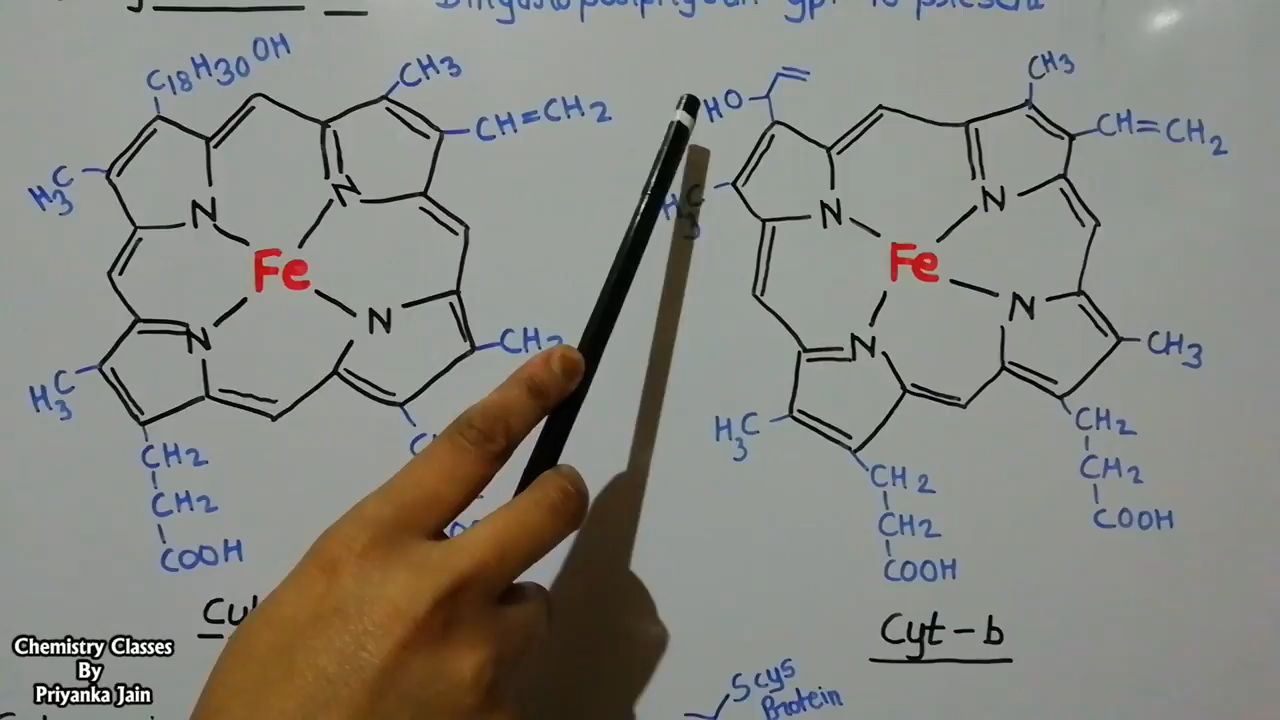 C18H30OH
CH3
CH=CH2
H3C
N
N
Fe
N
N
H3C
CH2
CH2
COOH
HO
CH3
CH=CH2
N
N
Fe
N
N
CH3
H3C
CH2
CH2
COOH
CH2
CH2
COOH
Cyt-b
Scys
Protein
Chemistry Classes
By
Priyanka Jain